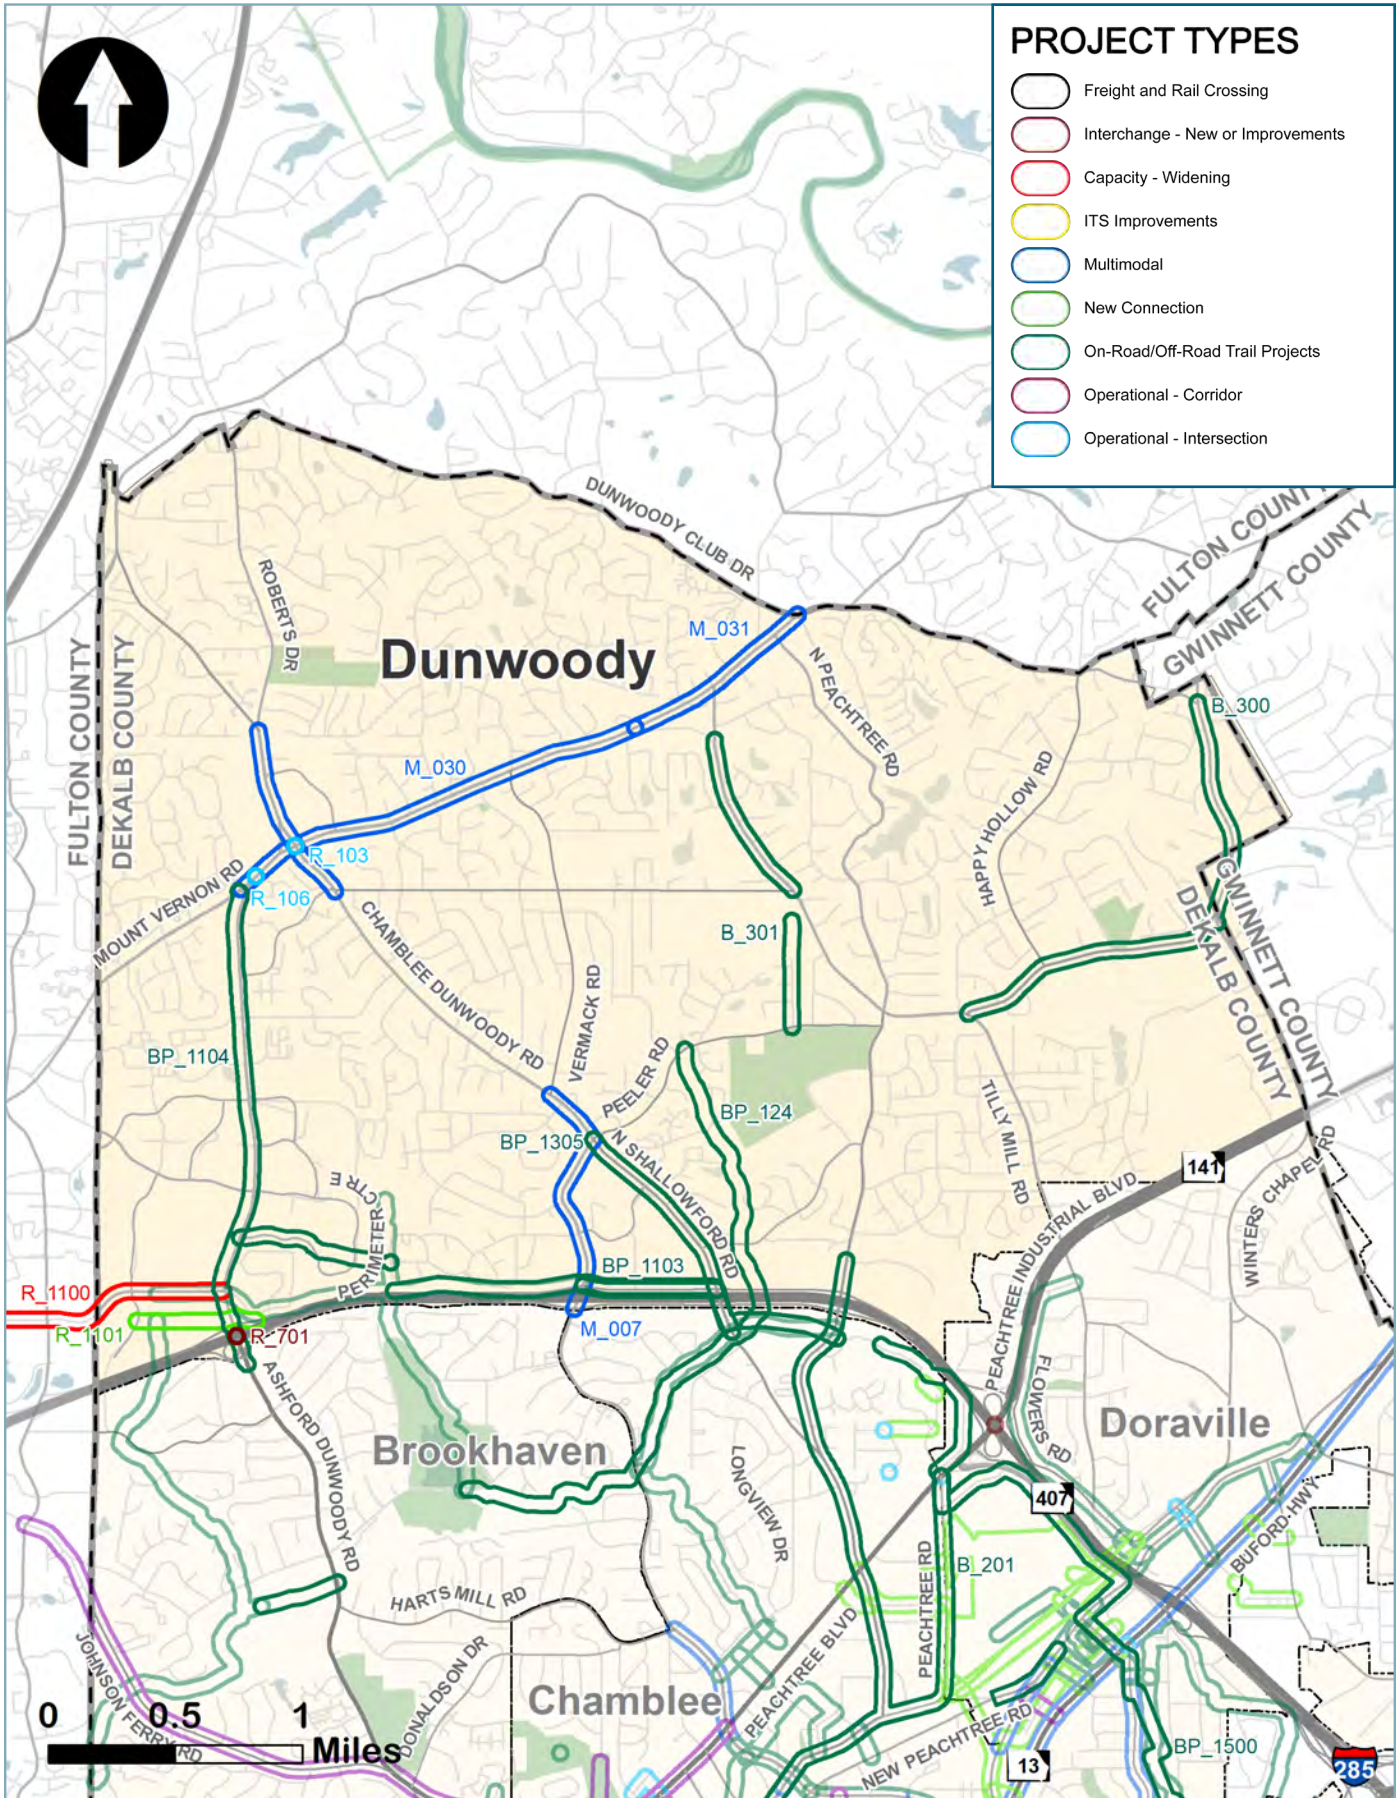 PROJECT TYPES
Freight and Rail Crossing
Interchange - New or Improvements
Capacity - Widening
ITS Improvements
Multimodal
New Connection
On-Road/Off-Road Trail Projects
Operational - Corridor
Operational - Intersection
DUNWOODY CLUB DR
FULTON COUNTY
GWINNETT COUNTY
ROBERTS DR
FULTON COUNTY
DEKALB COUNTY
Dunwoody
M_031
N PEACHTREE RD
B_300
M_030
HAPPY HOLLOW RD
R_103
MOUNT VERNON RD
R_106
GWINNETT COUNTY
DEKALB COUNTY
CHAMBLEE DUNWOODY RD
B_301
VERMACK RD
BP_1104
PEELER RD
BP_124
TILLY MILL RD
BP_1305
N SHALLOWFORD RD
141
WINTERS CHAPEL RD
PERIMETER CTR E
PEACHTREE INDUSTRIAL BLVD
BP_1103
R_1100
R_1101
R_701
M_007
ASHFORD DUNWOODY RD
FLOWERS RD
Doraville
Brookhaven
LONGVIEW DR
407
BUFORD HWY
B_201
PEACHTREE RD
HARTS MILL RD
PEACHTREE BLVD
JOHNSON FERRY RD
DONALDSON DR
Chamblee
NEW PEACHTREE RD
BP_1500
13
285
0 0.5 1
Miles